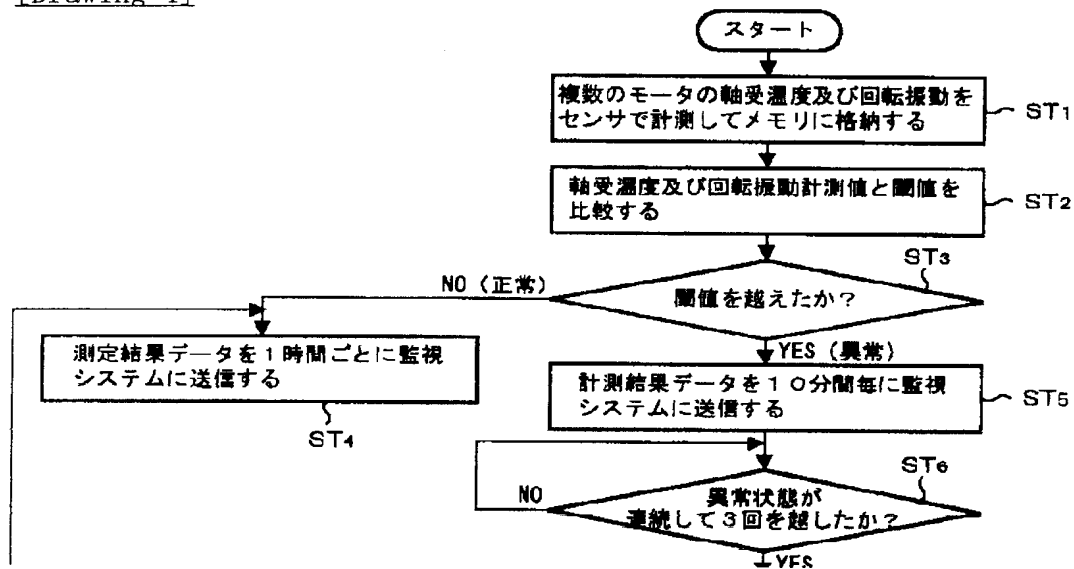 スタート
複数のモータの軸受温度及び回転振動を
センサで計測してメモリに格納する
ST1
軸受温度及び回転振動計測値と閾値を
比較する
ST2
ST3
NO（正常）
閾値を越えたか？
YES（異常）
測定結果データを１時間ごとに監視
システムに送信する
ST4
計測結果データを１０分間毎に監視
システムに送信する
ST5
ST6
NO
異常状態が
連続して３回を越したか？
YES